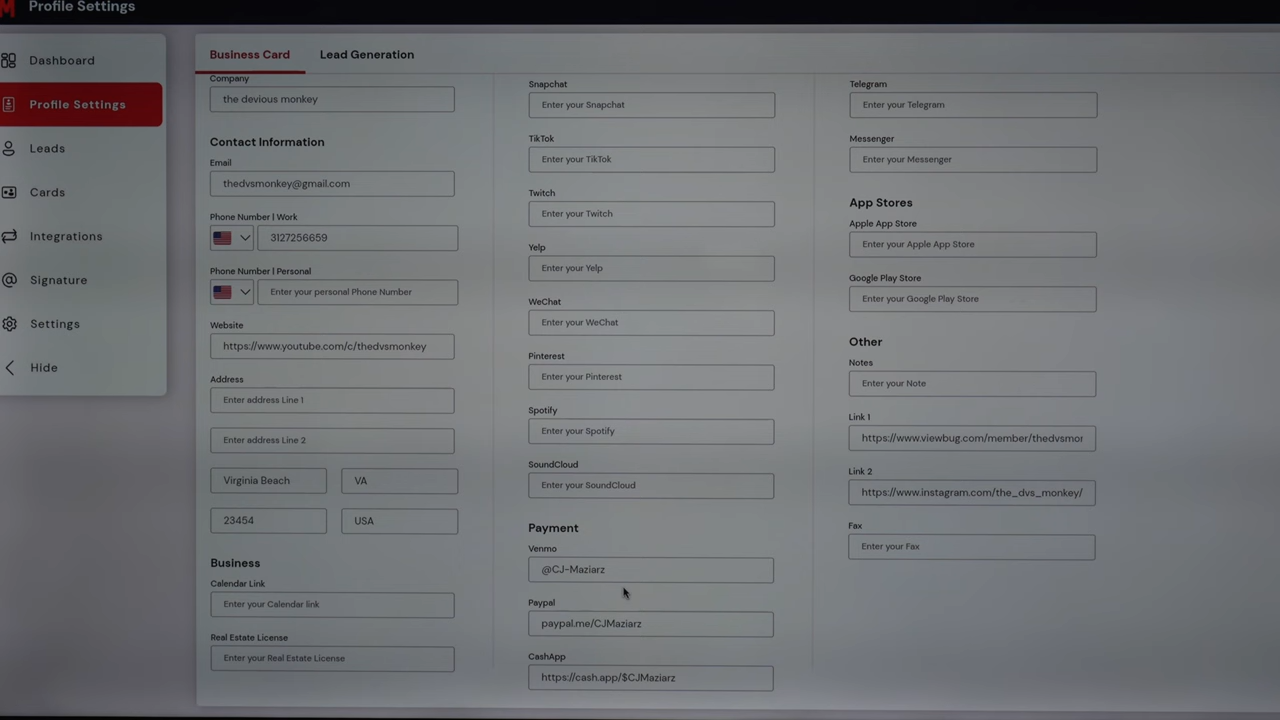 M Profile Settings
Dashboard
Profile Settings
Leads
Cards
Integrations
Signature
Settings
Hide
Business Card
Lead Generation
Company
the devious monkey
Contact Information
Email
thedvsmonkey@gmail.com
Phone Number | Work
3127256659
Phone Number | Personal
Enter your personal Phone Number
Website
https://www.youtube.com/c/thedvsmonkey
Address
Enter address Line 1
Enter address Line 2
Virginia Beach
VA
23454
USA
Business
Calendar Link
Enter your Calendar link
Real Estate License
Enter your Real Estate License
Snapchat
Enter your Snapchat
TikTok
Enter your TikTok
Twitch
Enter your Twitch
Yelp
Enter your Yelp
WeChat
Enter your WeChat
Pinterest
Enter your Pinterest
Spotify
Enter your Spotify
SoundCloud
Enter your SoundCloud
Payment
Venmo
@CJ-Maziarz
Paypal
paypal.me/CJMaziarz
CashApp
https://cash.app/$CJMaziarz
Telegram
Enter your Telegram
Messenger
Enter your Messenger
App Stores
Apple App Store
Enter your Apple App Store
Google Play Store
Enter your Google Play Store
Other
Notes
Enter your Note
Link 1
https://www.viewbug.com/member/thedvsmor
Link 2
https://www.instagram.com/the_dvs_monkey/
Fax
Enter your Fax